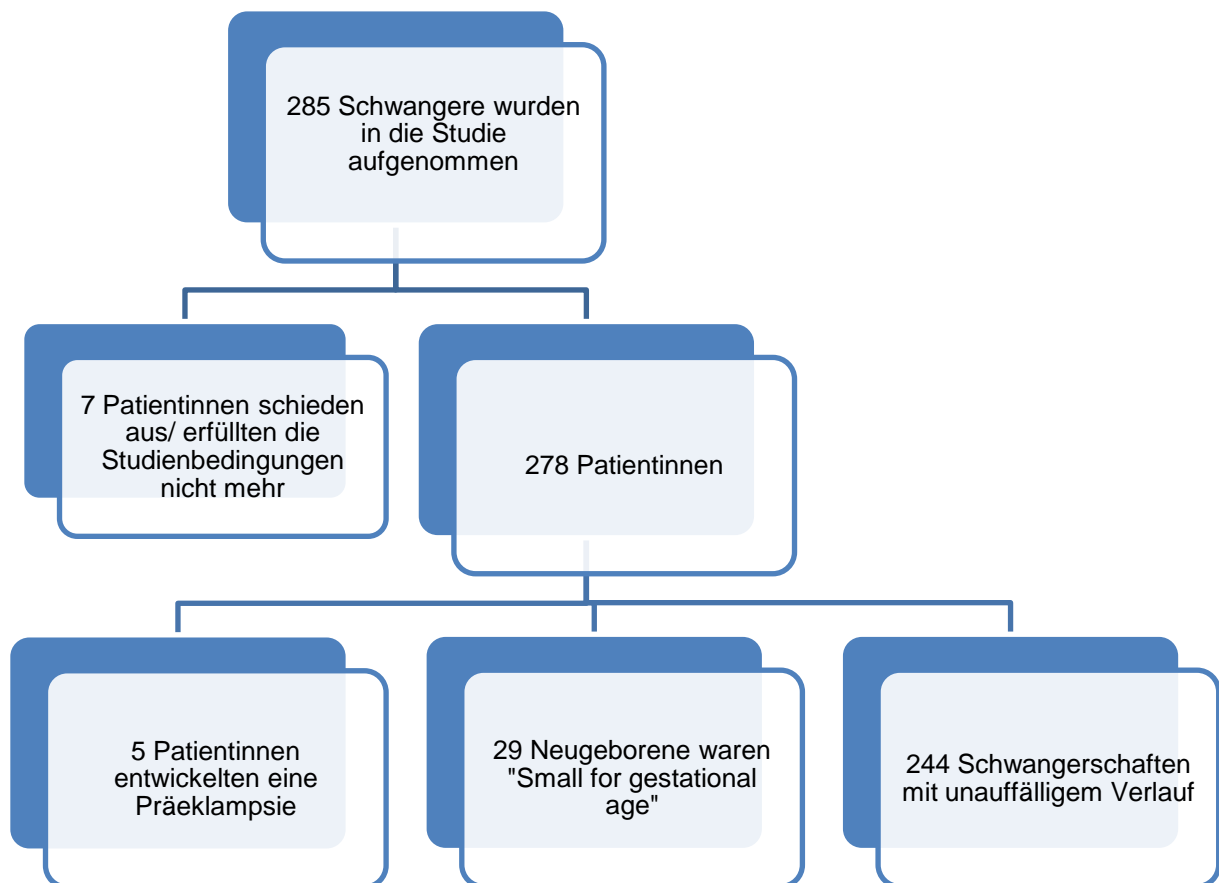 285 Schwangere wurden
in die Studie
aufgenommen
7 Patientinnen schieden
aus/ erfüllten die
Studienbedingungen
nicht mehr
278 Patientinnen
5 Patientinnen
entwickelten eine
Präeklampsie
29 Neugeborene waren
"Small for gestational
age"
244 Schwangerschaften
mit unauffälligem Verlauf